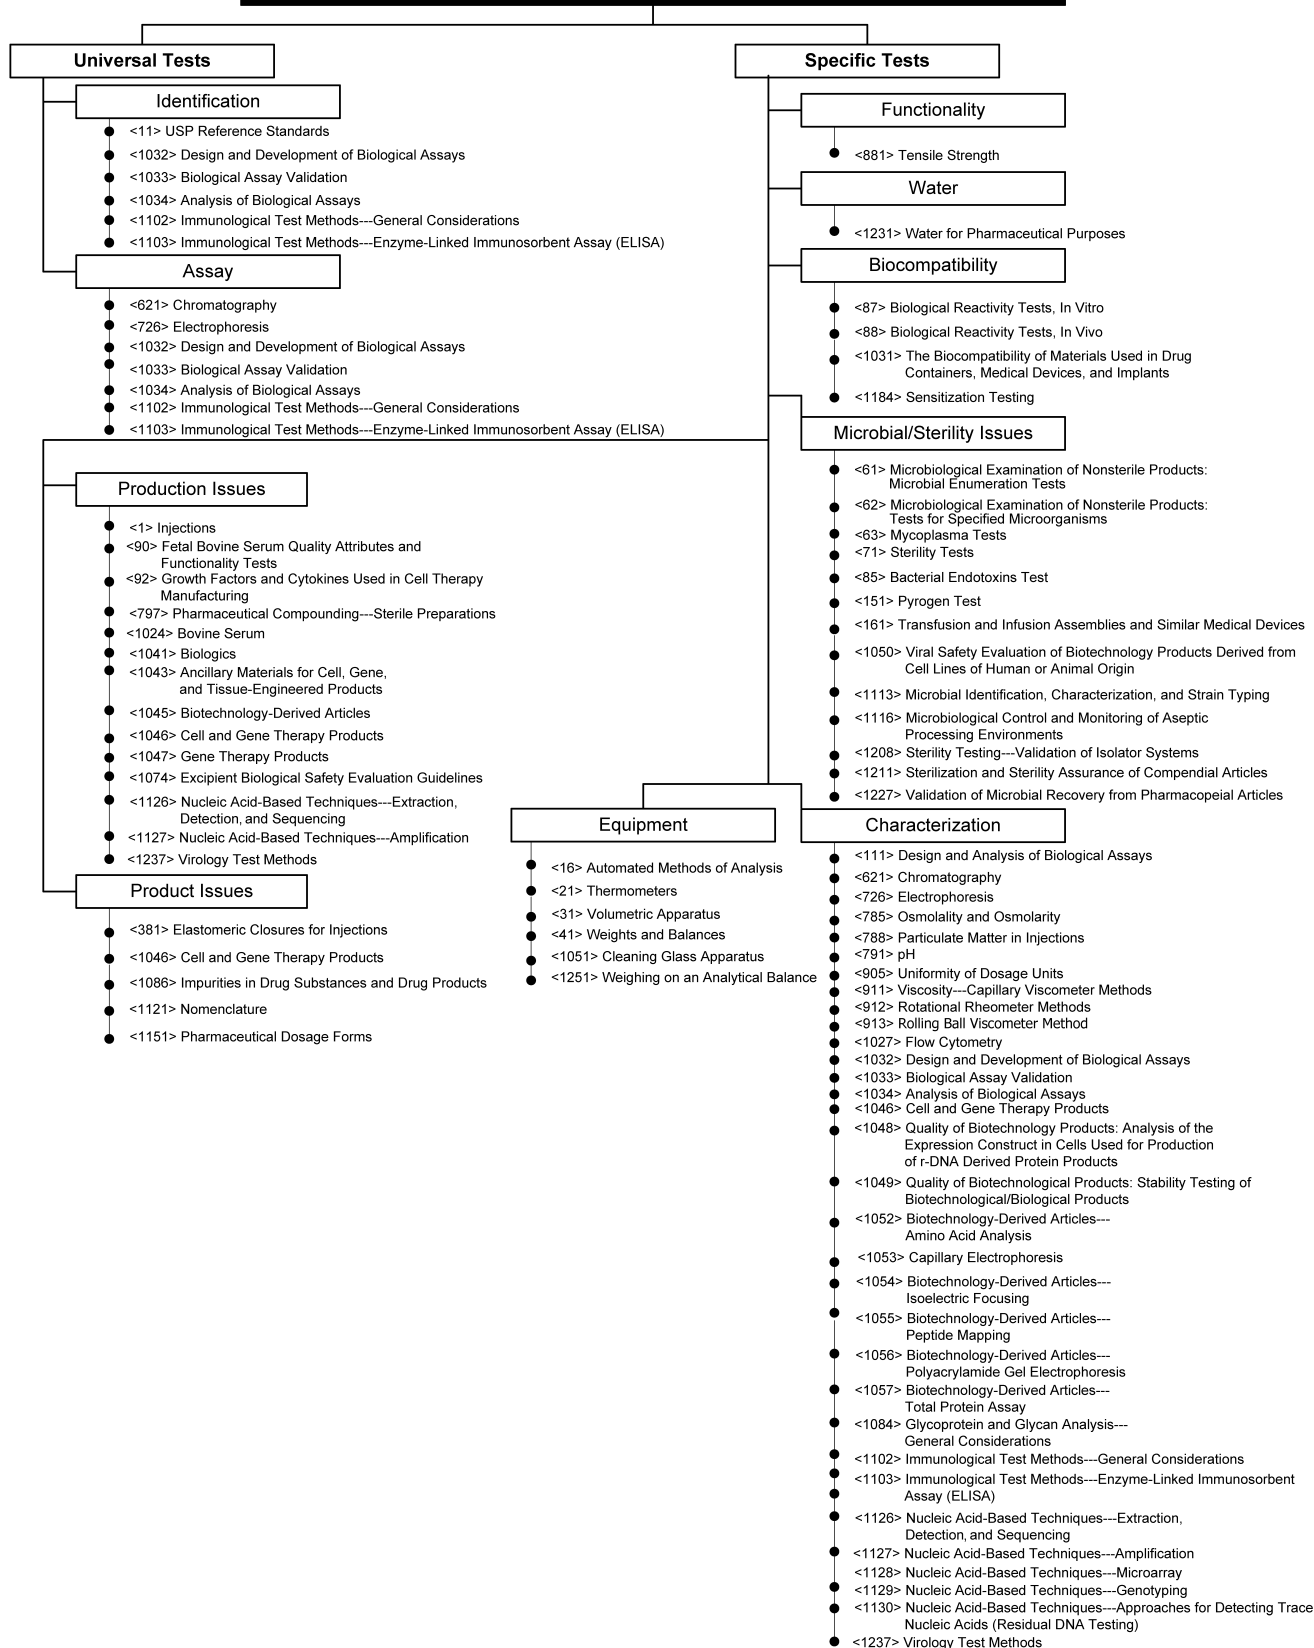 Universal Tests
Identification
<11> USP Reference Standards
<1032> Design and Development of Biological Assays
<1033> Biological Assay Validation
<1034> Analysis of Biological Assays
<1102> Immunological Test Methods---General Considerations
<1103> Immunological Test Methods---Enzyme-Linked Immunosorbent Assay (ELISA)
Assay
<621> Chromatography
<726> Electrophoresis
<1032> Design and Development of Biological Assays
<1033> Biological Assay Validation
<1034> Analysis of Biological Assays
<1102> Immunological Test Methods---General Considerations
<1103> Immunological Test Methods---Enzyme-Linked Immunosorbent Assay (ELISA)
Specific Tests
Functionality
<881> Tensile Strength
Water
<1231> Water for Pharmaceutical Purposes
Biocompatibility
<87> Biological Reactivity Tests, In Vitro
<88> Biological Reactivity Tests, In Vivo
<1031> The Biocompatibility of Materials Used in Drug
Containers, Medical Devices, and Implants
<1184> Sensitization Testing
Microbial/Sterility Issues
<61> Microbiological Examination of Nonsterile Products:
Microbial Enumeration Tests
<62> Microbiological Examination of Nonsterile Products:
Tests for Specified Microorganisms
<63> Mycoplasma Tests
<71> Sterility Tests
<85> Bacterial Endotoxins Test
<151> Pyrogen Test
<161> Transfusion and Infusion Assemblies and Similar Medical Devices
<1050> Viral Safety Evaluation of Biotechnology Products Derived from
Cell Lines of Human or Animal Origin
<1113> Microbial Identification, Characterization, and Strain Typing
<1116> Microbiological Control and Monitoring of Aseptic
Processing Environments
<1208> Sterility Testing---Validation of Isolator Systems
<1211> Sterilization and Sterility Assurance of Compendial Articles
<1227> Validation of Microbial Recovery from Pharmacopeial Articles
Production Issues
<1> Injections
<90> Fetal Bovine Serum Quality Attributes and
Functionality Tests
<92> Growth Factors and Cytokines Used in Cell Therapy
Manufacturing
<797> Pharmaceutical Compounding---Sterile Preparations
<1024> Bovine Serum
<1041> Biologics
<1043> Ancillary Materials for Cell, Gene,
and Tissue-Engineered Products
<1045> Biotechnology-Derived Articles
<1046> Cell and Gene Therapy Products
<1047> Gene Therapy Products
<1074> Excipient Biological Safety Evaluation Guidelines
<1126> Nucleic Acid-Based Techniques---Extraction,
Detection, and Sequencing
<1127> Nucleic Acid-Based Techniques---Amplification
<1237> Virology Test Methods
Product Issues
<381> Elastomeric Closures for Injections
<1046> Cell and Gene Therapy Products
<1086> Impurities in Drug Substances and Drug Products
<1121> Nomenclature
<1151> Pharmaceutical Dosage Forms
Equipment
<16> Automated Methods of Analysis
<21> Thermometers
<31> Volumetric Apparatus
<41> Weights and Balances
<1051> Cleaning Glass Apparatus
<1251> Weighing on an Analytical Balance
Characterization
<111> Design and Analysis of Biological Assays
<621> Chromatography
<726> Electrophoresis
<785> Osmolality and Osmolarity
<788> Particulate Matter in Injections
<791> pH
<905> Uniformity of Dosage Units
<911> Viscosity---Capillary Viscometer Methods
<912> Rotational Rheometer Methods
<913> Rolling Ball Viscometer Method
<1027> Flow Cytometry
<1032> Design and Development of Biological Assays
<1033> Biological Assay Validation
<1034> Analysis of Biological Assays
<1046> Cell and Gene Therapy Products
<1048> Quality of Biotechnology Products: Analysis of the
Expression Construct in Cells Used for Production
of r-DNA Derived Protein Products
<1049> Quality of Biotechnological Products: Stability Testing of
Biotechnological/Biological Products
<1052> Biotechnology-Derived Articles---
Amino Acid Analysis
<1053> Capillary Electrophoresis
<1054> Biotechnology-Derived Articles---
Isoelectric Focusing
<1055> Biotechnology-Derived Articles---
Peptide Mapping
<1056> Biotechnology-Derived Articles---
Polyacrylamide Gel Electrophoresis
<1057> Biotechnology-Derived Articles---
Total Protein Assay
<1084> Glycoprotein and Glycan Analysis---
General Considerations
<1102> Immunological Test Methods---General Considerations
<1103> Immunological Test Methods---Enzyme-Linked Immunosorbent
Assay (ELISA)
<1126> Nucleic Acid-Based Techniques---Extraction,
Detection, and Sequencing
<1127> Nucleic Acid-Based Techniques---Amplification
<1128> Nucleic Acid-Based Techniques---Microarray
<1129> Nucleic Acid-Based Techniques---Genotyping
<1130> Nucleic Acid-Based Techniques---Approaches for Detecting Trace
Nucleic Acids (Residual DNA Testing)
<1237> Virology Test Methods